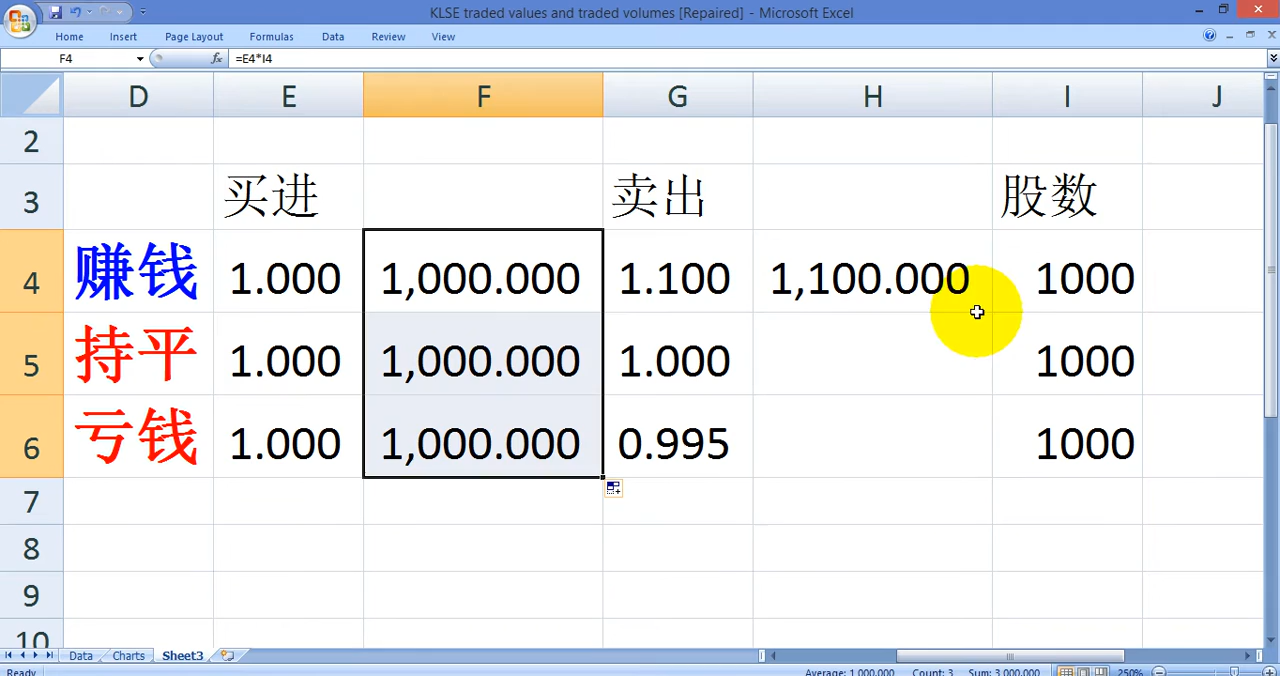 KLSE traded values and traded volumes [Repaired] - Microsoft Excel
Home Insert Page Layout Formulas Data Review View
F4 fx =E4*I4
D E F G H I J
2
3 买进 卖出 股数
4 赚钱 1.000 1,000.000 1.100 1,100.000 1000
5 持平 1.000 1,000.000 1.000 1000
6 亏钱 1.000 1,000.000 0.995 1000
7
8
9
10
Data Charts Sheet3
Ready Average: 1,000.000 Count: 3 Sum: 3,000.000 250%